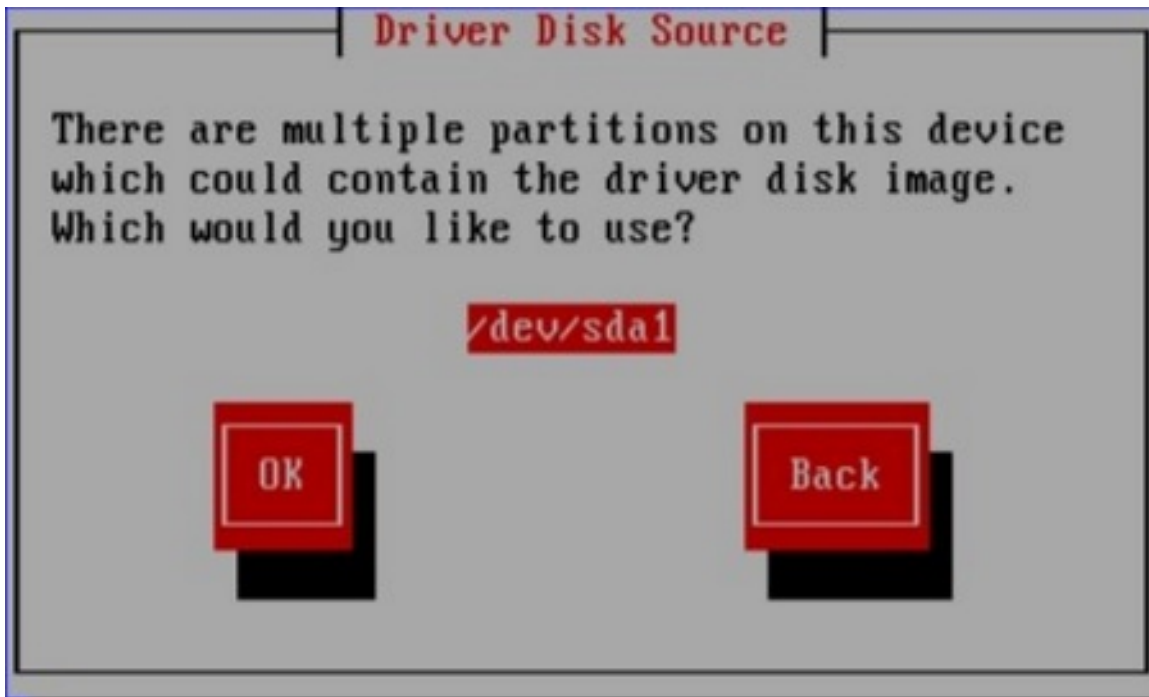 Driver Disk Source
There are multiple partitions on this device
which could contain the driver disk image.
Which would you like to use?
/dev/sda1
OK
Back